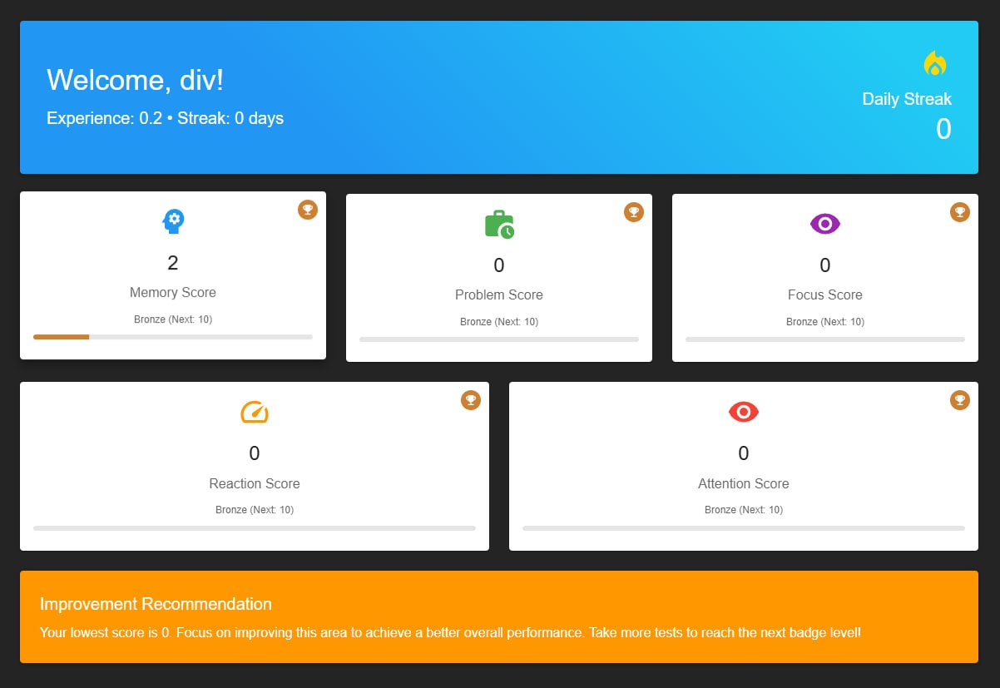 Welcome, div!
Experience: 0.2 • Streak: 0 days
Daily Streak
0
2
Memory Score
Bronze (Next: 10)
0
Problem Score
Bronze (Next: 10)
0
Focus Score
Bronze (Next: 10)
0
Reaction Score
Bronze (Next: 10)
0
Attention Score
Bronze (Next: 10)
Improvement Recommendation
Your lowest score is 0. Focus on improving this area to achieve a better overall performance. Take more tests to reach the next badge level!